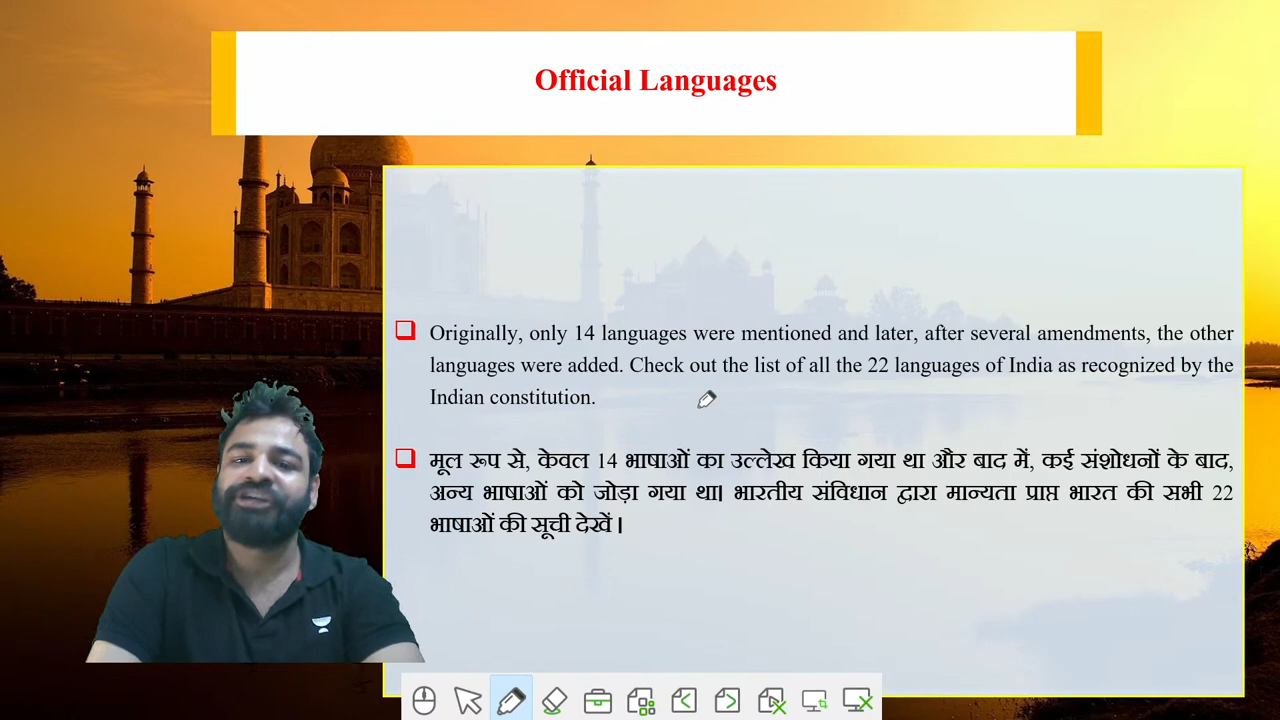 Official Languages
Originally, only 14 languages were mentioned and later, after several amendments, the other
languages were added. Check out the list of all the 22 languages of India as recognized by the
Indian constitution.
मूल रूप से, केवल 14 भाषाओं का उल्लेख किया गया था और बाद में, कई संशोधनों के बाद,
अन्य भाषाओं को जोड़ा गया था। भारतीय संविधान द्वारा मान्यता प्राप्त भारत की सभी 22
भाषाओं की सूची देखें।